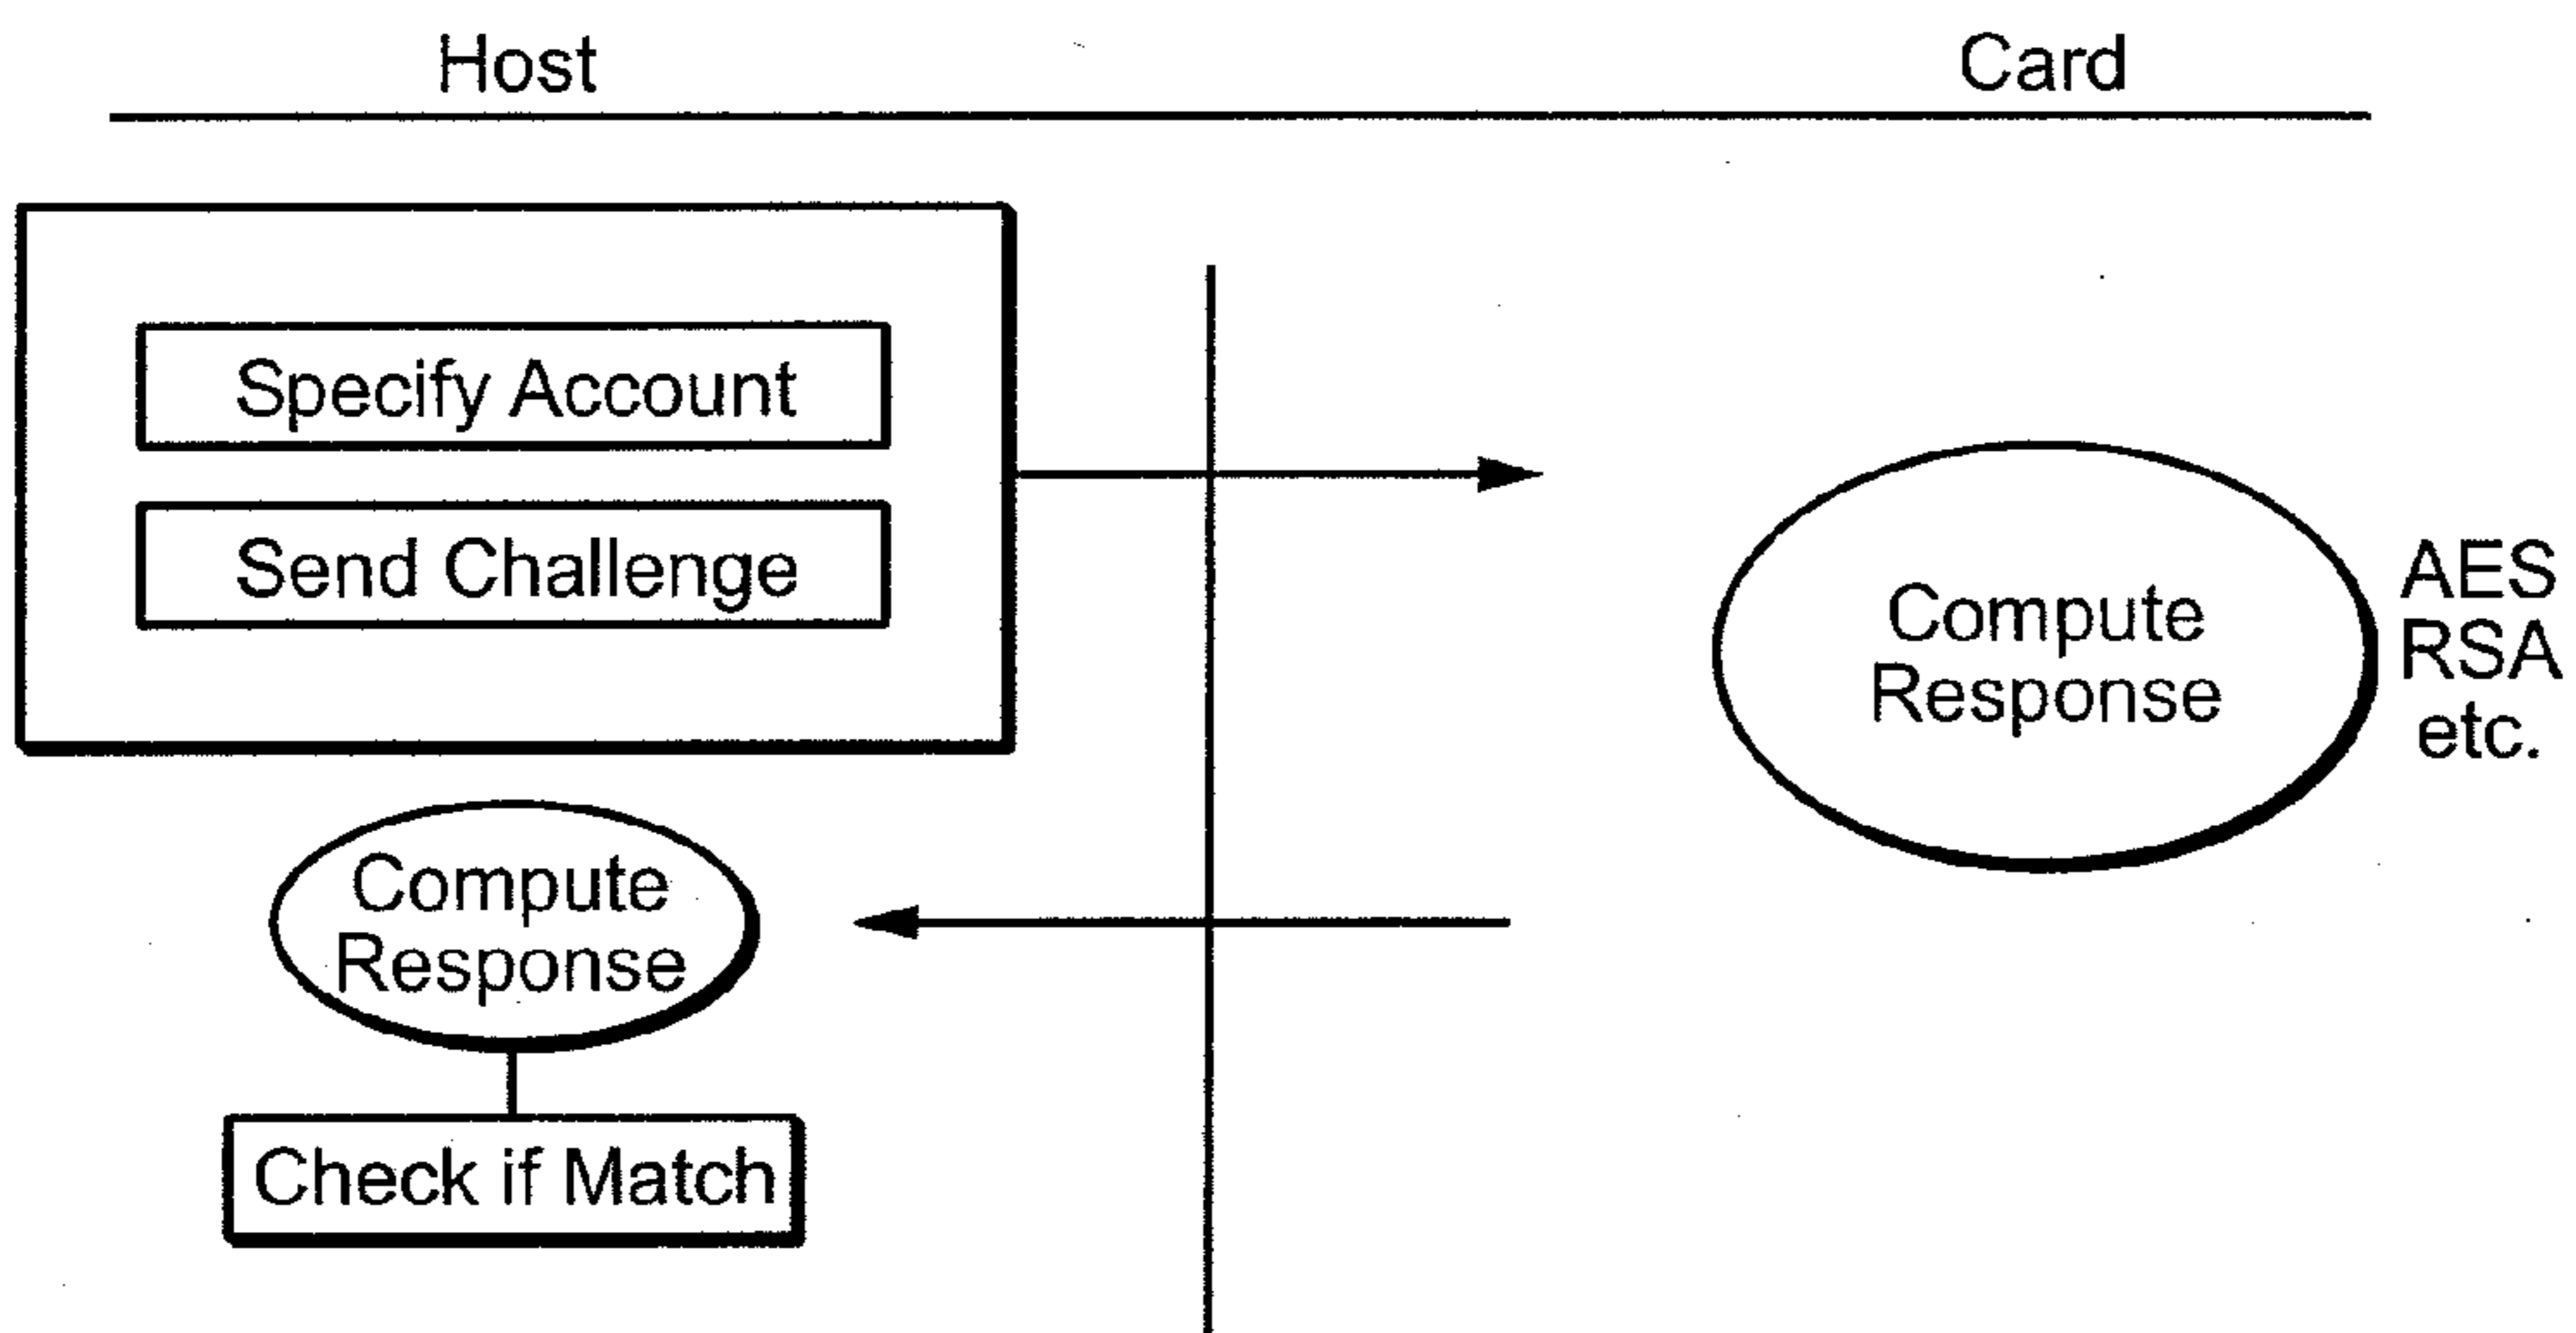 Host
Card
Specify Account
Send Challenge
Compute
Response
AES
RSA
etc.
Compute
Response
Check if Match